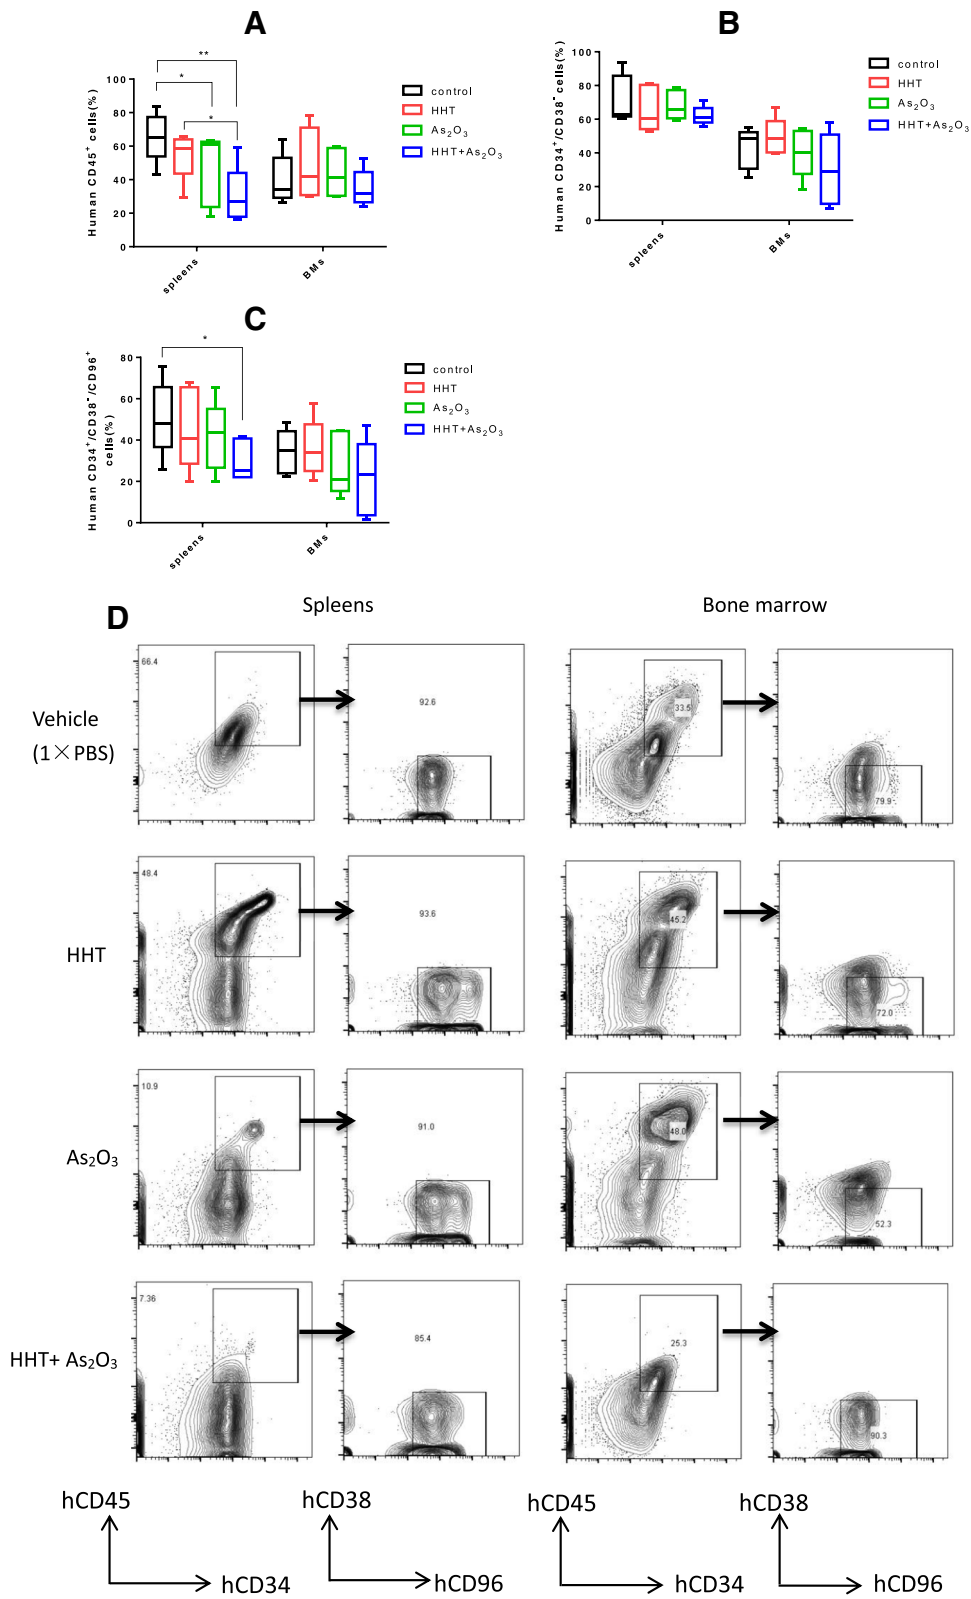 A
B
**
*
*
Human CD45⁺ cells(%)
100
80
60
40
20
0
spleens
BMs
control
HHT
As₂O₃
HHT+As₂O₃
Human CD34⁺/CD38⁻cells(%)
100
80
60
40
20
0
spleens
BMs
control
HHT
As₂O₃
HHT+As₂O₃
C
*
Human CD34⁺/CD38⁻/CD96⁺
cells(%)
80
60
40
20
0
spleens
BMs
control
HHT
As₂O₃
HHT+As₂O₃
D
Spleens
Bone marrow
Vehicle
(1×PBS)
66.4
92.6
33.5
79.9
HHT
48.4
93.6
45.2
72.0
As₂O₃
10.9
91.0
48.0
52.3
HHT+ As₂O₃
7.36
85.4
25.3
90.3
hCD45
hCD38
hCD45
hCD38
hCD34
hCD96
hCD34
hCD96